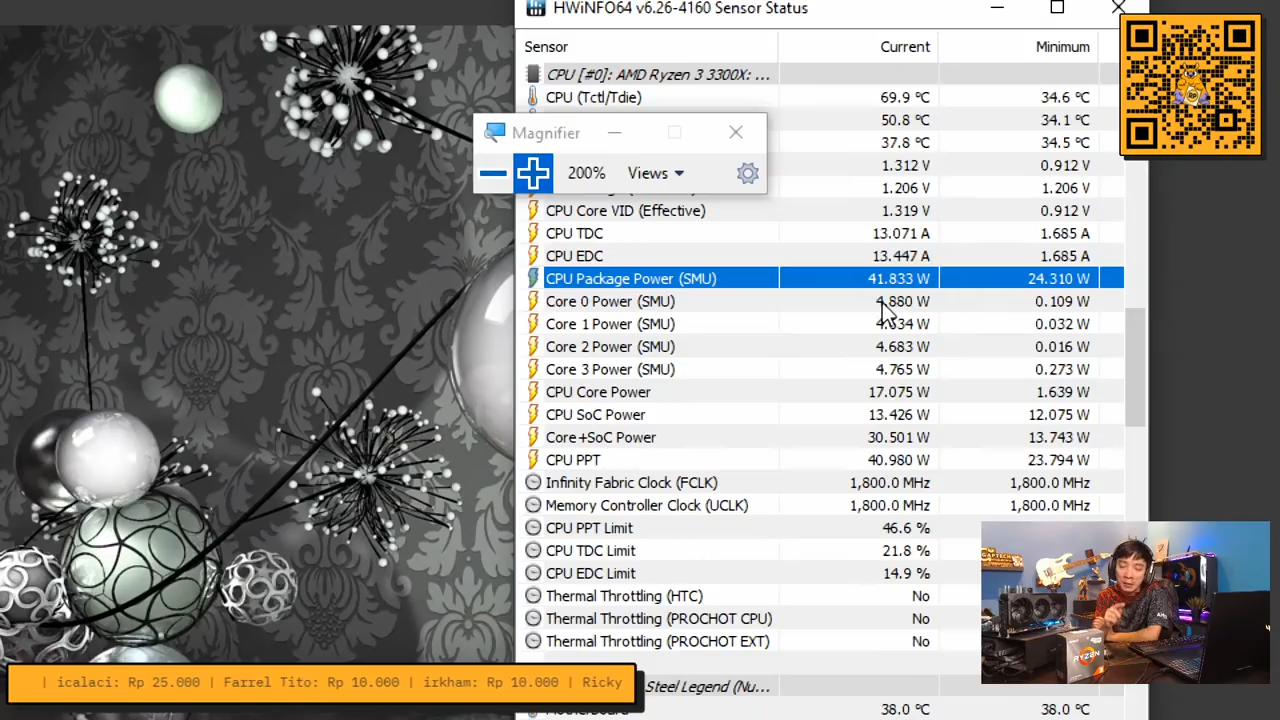 HWiNFO64 v6.26-4160 Sensor Status
Sensor Current Minimum
CPU [#0]: AMD Ryzen 3 3300X: ...
CPU (Tctl/Tdie) 69.9 °C 34.6 °C
50.8 °C 34.1 °C
Magnifier
37.8 °C 34.5 °C
1.312 V 0.912 V
200% Views
1.206 V 1.206 V
CPU Core VID (Effective) 1.319 V 0.912 V
CPU TDC 13.071 A 1.685 A
CPU EDC 13.447 A 1.685 A
CPU Package Power (SMU) 41.833 W 24.310 W
Core 0 Power (SMU) 4.880 W 0.109 W
Core 1 Power (SMU) W 0.032 W
Core 2 Power (SMU) 4.683 W 0.016 W
Core 3 Power (SMU) 4.765 W 0.273 W
CPU Core Power 17.075 W 1.639 W
CPU SoC Power 13.426 W 12.075 W
Core+SoC Power 30.501 W 13.743 W
CPU PPT 40.980 W 23.794 W
Infinity Fabric Clock (FCLK) 1,800.0 MHz 1,800.0 MHz
Memory Controller Clock (UCLK) 1,800.0 MHz 1,800.0 MHz
CPU PPT Limit 46.6 %
CPU TDC Limit 21.8 %
CPU EDC Limit 14.9 %
Thermal Throttling (HTC) No
Thermal Throttling (PROCHOT CPU) No
Thermal Throttling (PROCHOT EXT) No
Steel Legend (Nu...
38.0 °C 38.0 °C
| icalaci: Rp 25.000 | Farrel Tito: Rp 10.000 | irkham: Rp 10.000 | Ricky
RYZEN